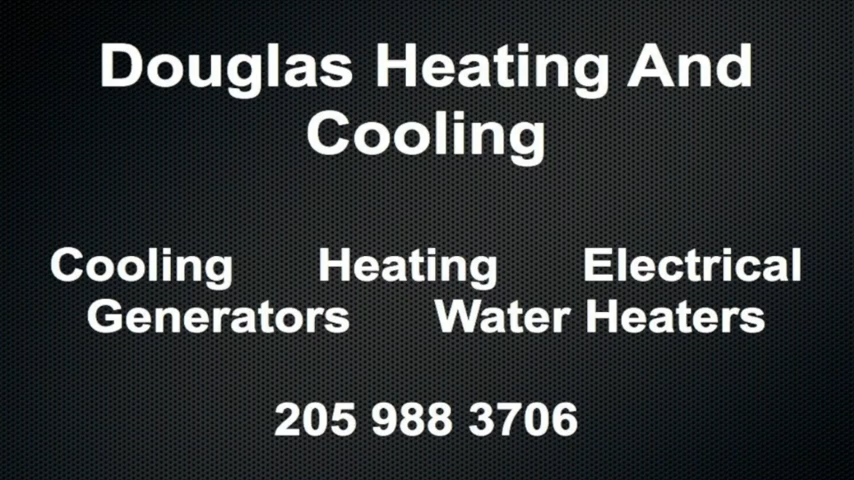 Douglas Heating And
Cooling
Cooling Heating Electrical
Generators Water Heaters
205 988 3706